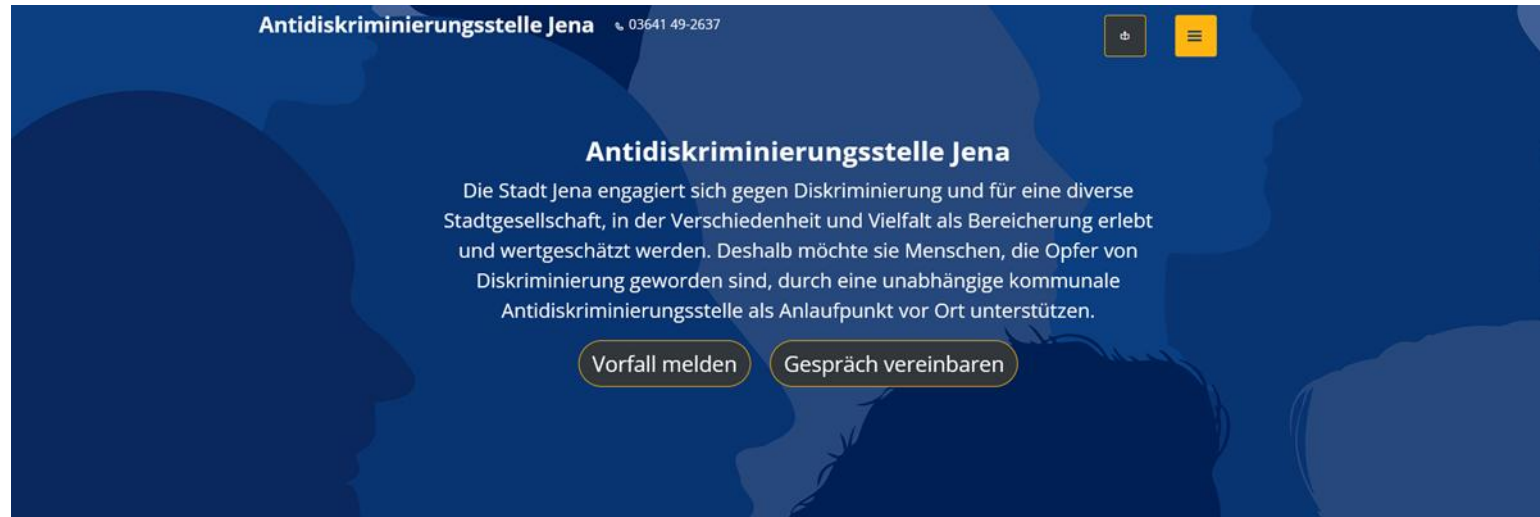 Antidiskriminierungsstelle Jena 03641 49-2637
Antidiskriminierungsstelle Jena
Die Stadt Jena engagiert sich gegen Diskriminierung und für eine diverse
Stadtgesellschaft, in der Verschiedenheit und Vielfalt als Bereicherung erlebt
und wertgeschätzt werden. Deshalb möchte sie Menschen, die Opfer von
Diskriminierung geworden sind, durch eine unabhängige kommunale
Antidiskriminierungsstelle als Anlaufpunkt vor Ort unterstützen.
Vorfall melden Gespräch vereinbaren